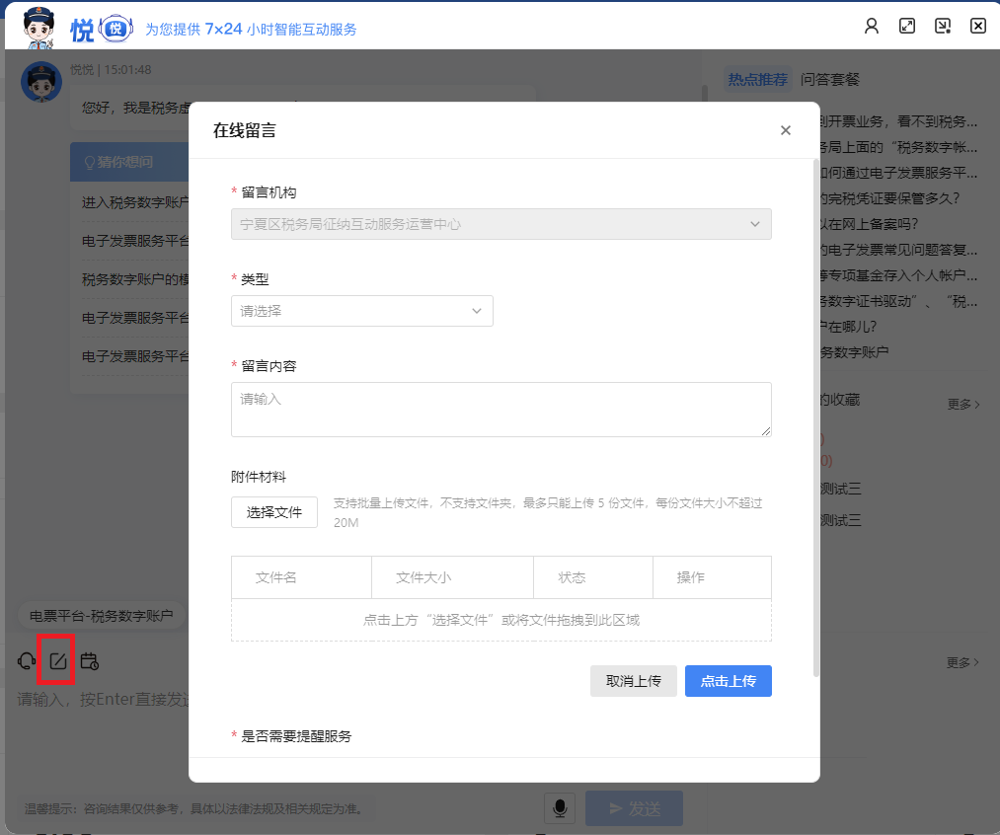 悦 悦 为您提供 7×24 小时智能互动服务
悦悦 | 15:01:48
您好，我是税务虚
猜你想问
进入税务数字账户
电子发票服务平台
税务数字账户的模
电子发票服务平台
电子发票服务平台
电票平台-税务数字账户
请输入，按Enter直接发送
温馨提示：咨询结果仅供参考，具体以法律法规及相关规定为准。
发送
在线留言
* 留言机构
宁夏区税务局征纳互动服务运营中心
* 类型
请选择
* 留言内容
请输入
附件材料
选择文件
支持批量上传文件，不支持文件夹，最多只能上传 5 份文件，每份文件大小不超过
20M
文件名 文件大小 状态 操作
点击上方“选择文件”或将文件拖拽到此区域
取消上传 点击上传
* 是否需要提醒服务
热点推荐 问答套餐
到开票业务，看不到税务...
务局上面的“税务数字帐...
如何通过电子发票服务平...
的完税凭证要保管多久？
以在网上备案吗？
的电子发票常见问题答复...
等专项基金存入个人帐户...
务数字证书驱动”、“税...
户在哪儿？
务数字账户
的收藏 更多
)
0)
测试三
测试三
更多